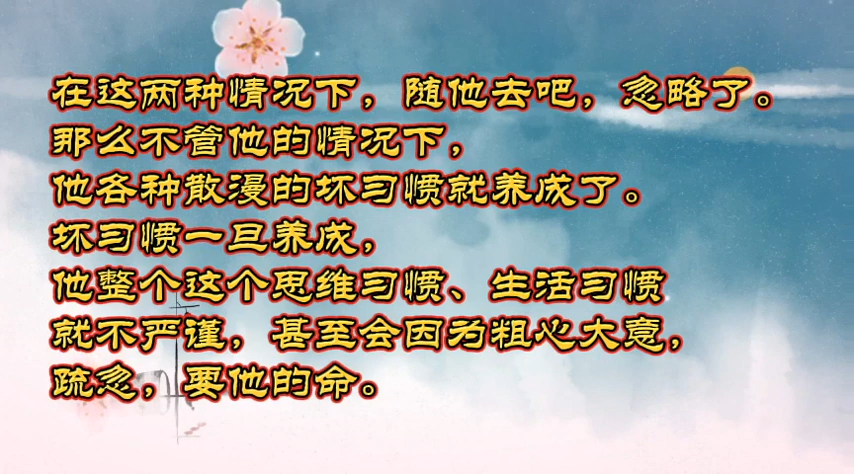 在这两种情况下，随他去吧，忽略了。
那么不管他的情况下，
他各种散漫的坏习惯就养成了。
坏习惯一旦养成，
他整个这个思维习惯、生活习惯
就不严谨，甚至会因为粗心大意，
疏忽，要他的命。